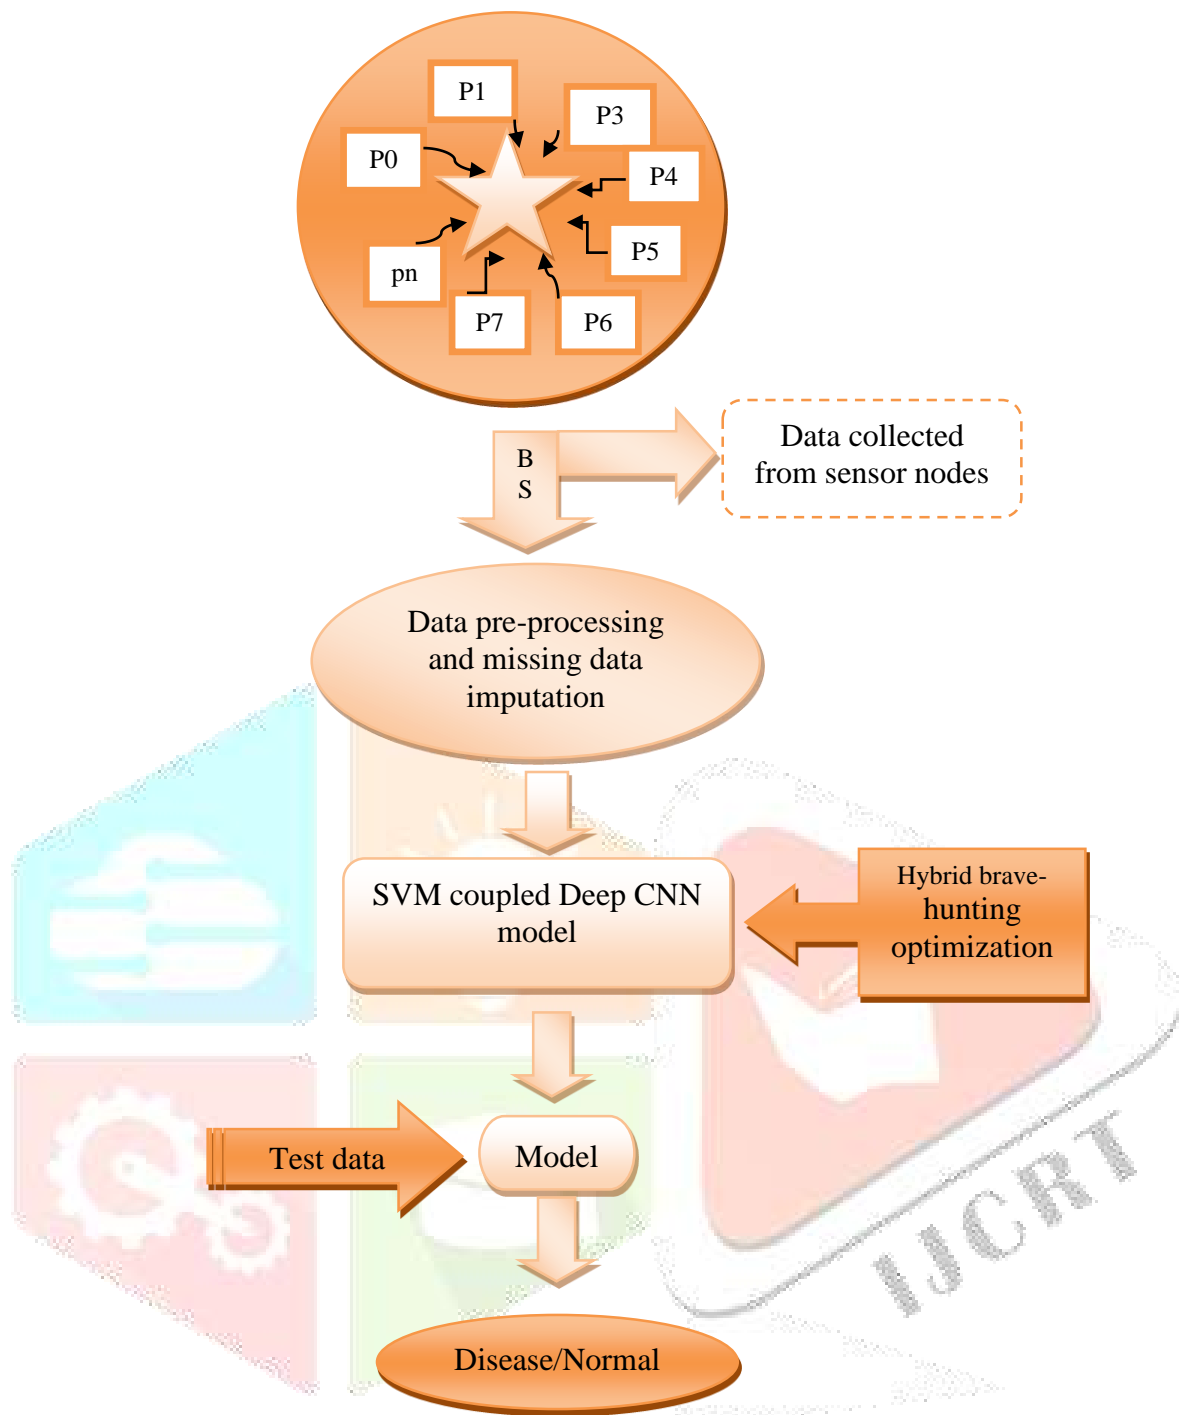 P1
P3
P0
P4
P5
pn
P7
P6
B
S
Data collected
from sensor nodes
Data pre-processing
and missing data
imputation
SVM coupled Deep CNN
model
Hybrid brave-
hunting
optimization
Test data
Model
IJCRT
Disease/Normal